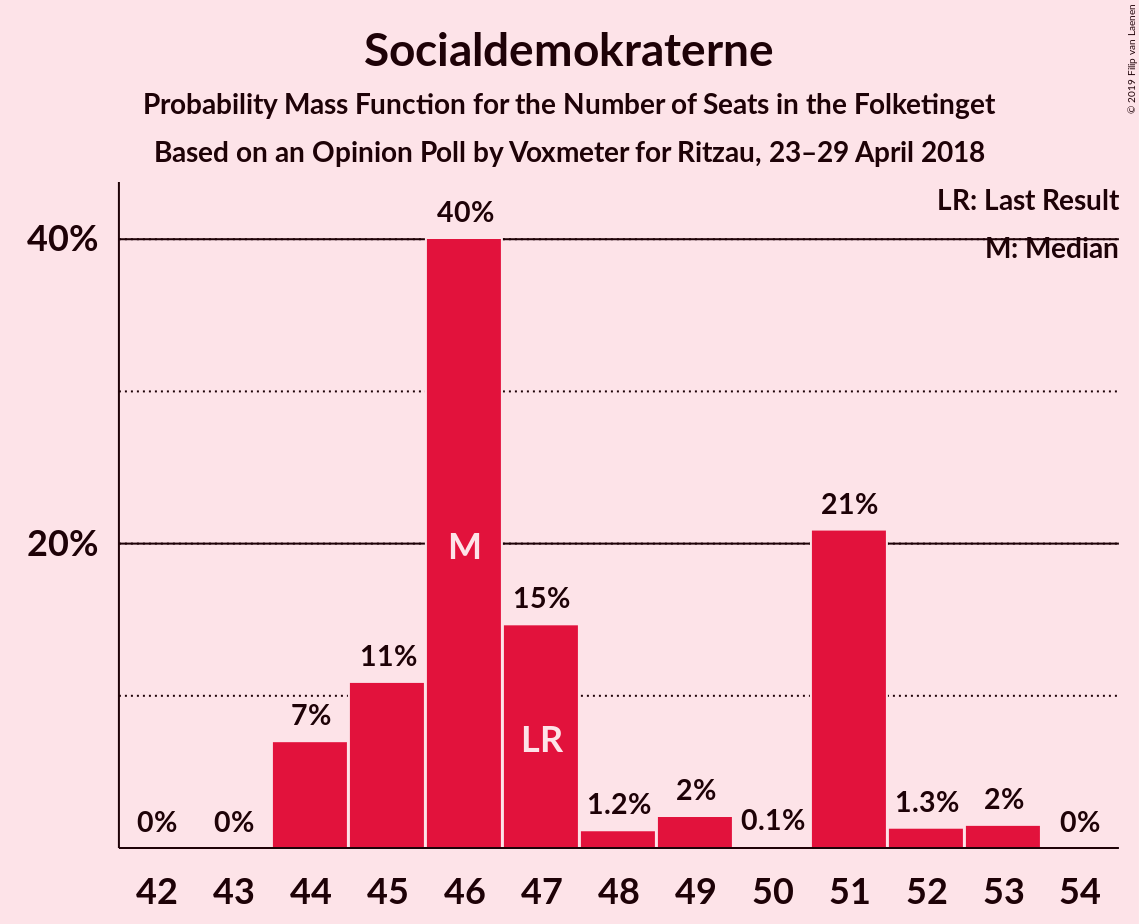 Socialdemokraterne
Probability Mass Function for the Number of Seats in the Folketinget
Based on an Opinion Poll by Voxmeter for Ritzau, 23–29 April 2018
© 2019 Filip van Laenen
LR: Last Result
M: Median
40%
20%
0%
0%
7%
11%
40%
15%
1.2%
2%
0.1%
21%
1.3%
2%
0%
M
LR
42 43 44 45 46 47 48 49 50 51 52 53 54